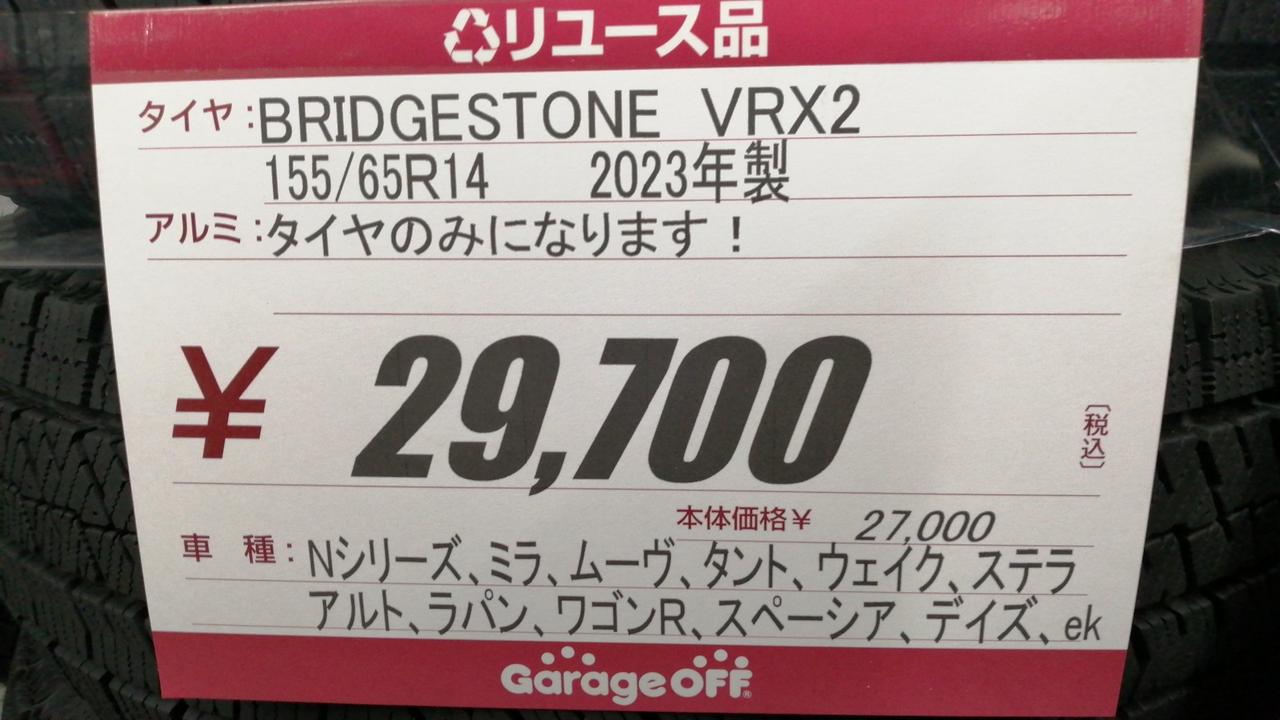 リユース品
タイヤ:BRIDGESTONE VRX2
155/65R14 2023年製
アルミ:タイヤのみになります!
¥29,700
〔税込〕
本体価格¥ 27,000
車種:Nシリーズ、ミラ、ムーヴ、タント、ウェイク、ステラ
アルト、ラパン、ワゴンR、スペーシア、デイズ、ek
GarageOFF®